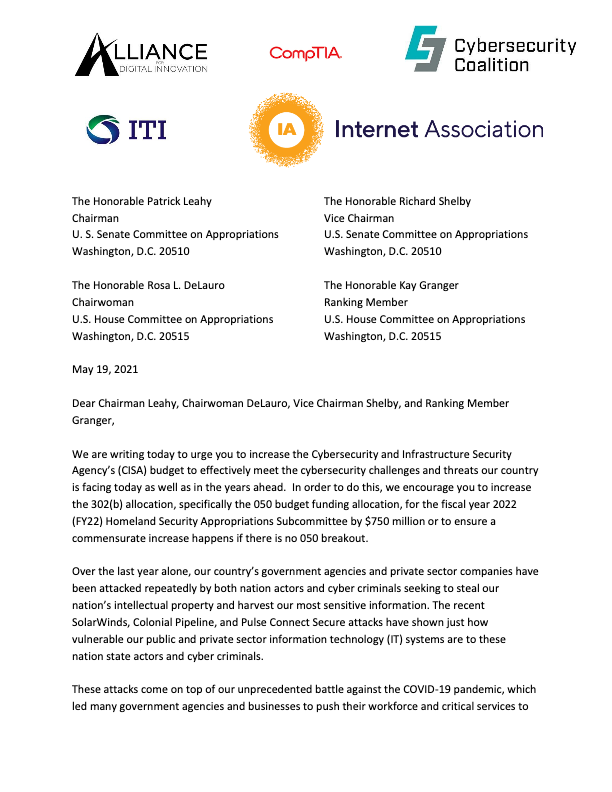 ALLIANCE
FOR
DIGITAL INNOVATION
CompTIA.
Cybersecurity
Coalition
ITI
IA
Internet Association
The Honorable Patrick Leahy
Chairman
U. S. Senate Committee on Appropriations
Washington, D.C. 20510
The Honorable Richard Shelby
Vice Chairman
U.S. Senate Committee on Appropriations
Washington, D.C. 20510
The Honorable Rosa L. DeLauro
Chairwoman
U.S. House Committee on Appropriations
Washington, D.C. 20515
The Honorable Kay Granger
Ranking Member
U.S. House Committee on Appropriations
Washington, D.C. 20515
May 19, 2021
Dear Chairman Leahy, Chairwoman DeLauro, Vice Chairman Shelby, and Ranking Member
Granger,
We are writing today to urge you to increase the Cybersecurity and Infrastructure Security
Agency’s (CISA) budget to effectively meet the cybersecurity challenges and threats our country
is facing today as well as in the years ahead.  In order to do this, we encourage you to increase
the 302(b) allocation, specifically the 050 budget funding allocation, for the fiscal year 2022
(FY22) Homeland Security Appropriations Subcommittee by $750 million or to ensure a
commensurate increase happens if there is no 050 breakout.
Over the last year alone, our country’s government agencies and private sector companies have
been attacked repeatedly by both nation actors and cyber criminals seeking to steal our
nation’s intellectual property and harvest our most sensitive information. The recent
SolarWinds, Colonial Pipeline, and Pulse Connect Secure attacks have shown just how
vulnerable our public and private sector information technology (IT) systems are to these
nation state actors and cyber criminals.
These attacks come on top of our unprecedented battle against the COVID-19 pandemic, which
led many government agencies and businesses to push their workforce and critical services to